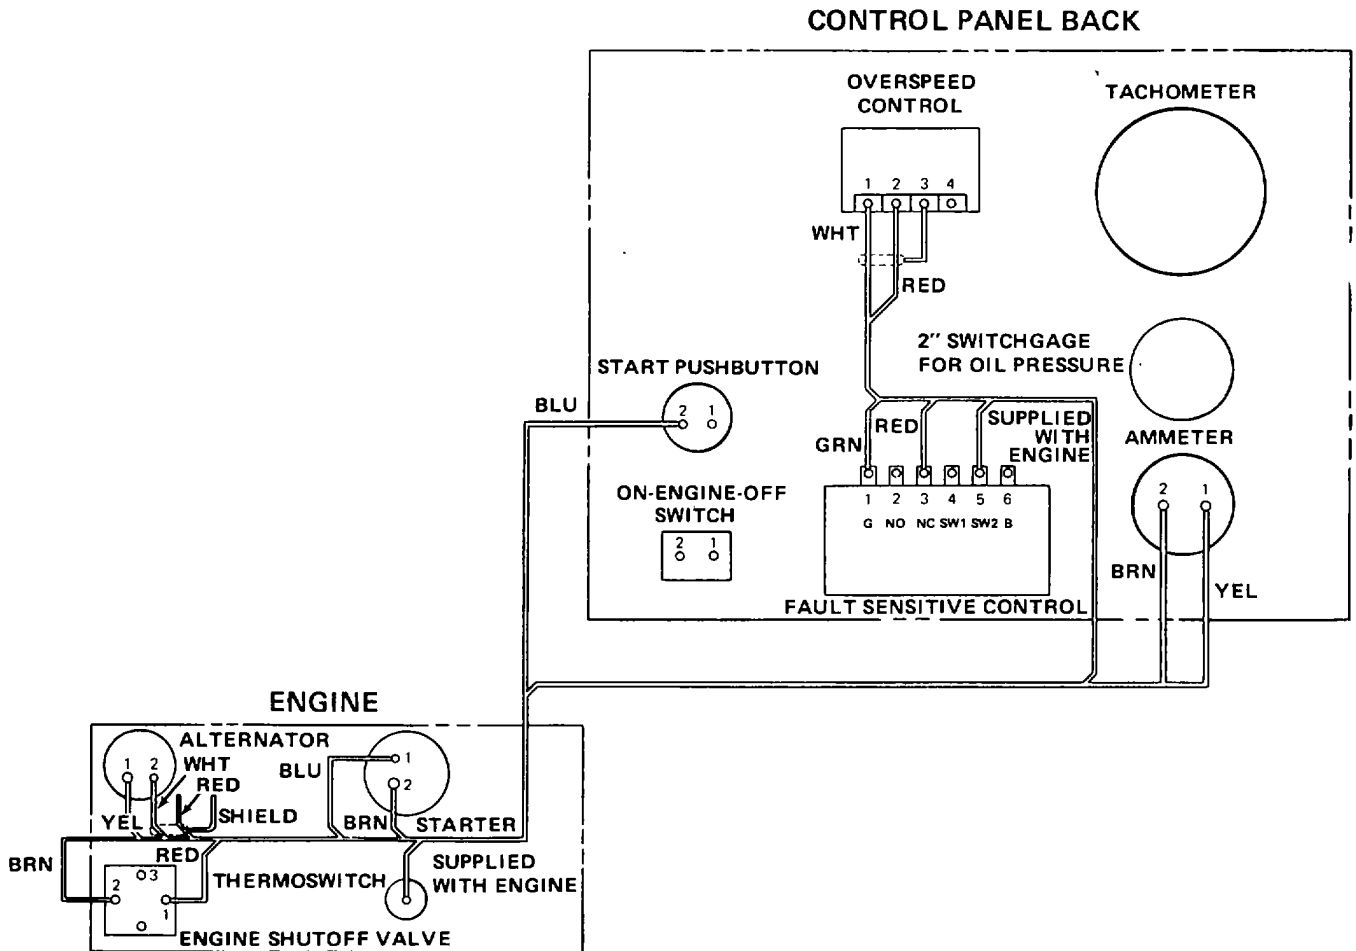 CONTROL PANEL BACK
OVERSPEED
CONTROL
TACHOMETER
1 2 3 4
WHT
RED
2" SWITCHGAGE
FOR OIL PRESSURE
START PUSHBUTTON
BLU
2 1
RED
GRN
SUPPLIED
WITH
ENGINE
AMMETER
2 1
ON-ENGINE-OFF
SWITCH
2 1
1 2 3 4 5 6
G NO NC SW1 SW2 B
BRN
YEL
FAULT SENSITIVE CONTROL
ENGINE
ALTERNATOR
1 2
WHT
RED
BLU
1
2
YEL
SHIELD
BRN
STARTER
BRN
RED
3
2
1
THERMOSWITCH
SUPPLIED
WITH ENGINE
ENGINE SHUTOFF VALVE